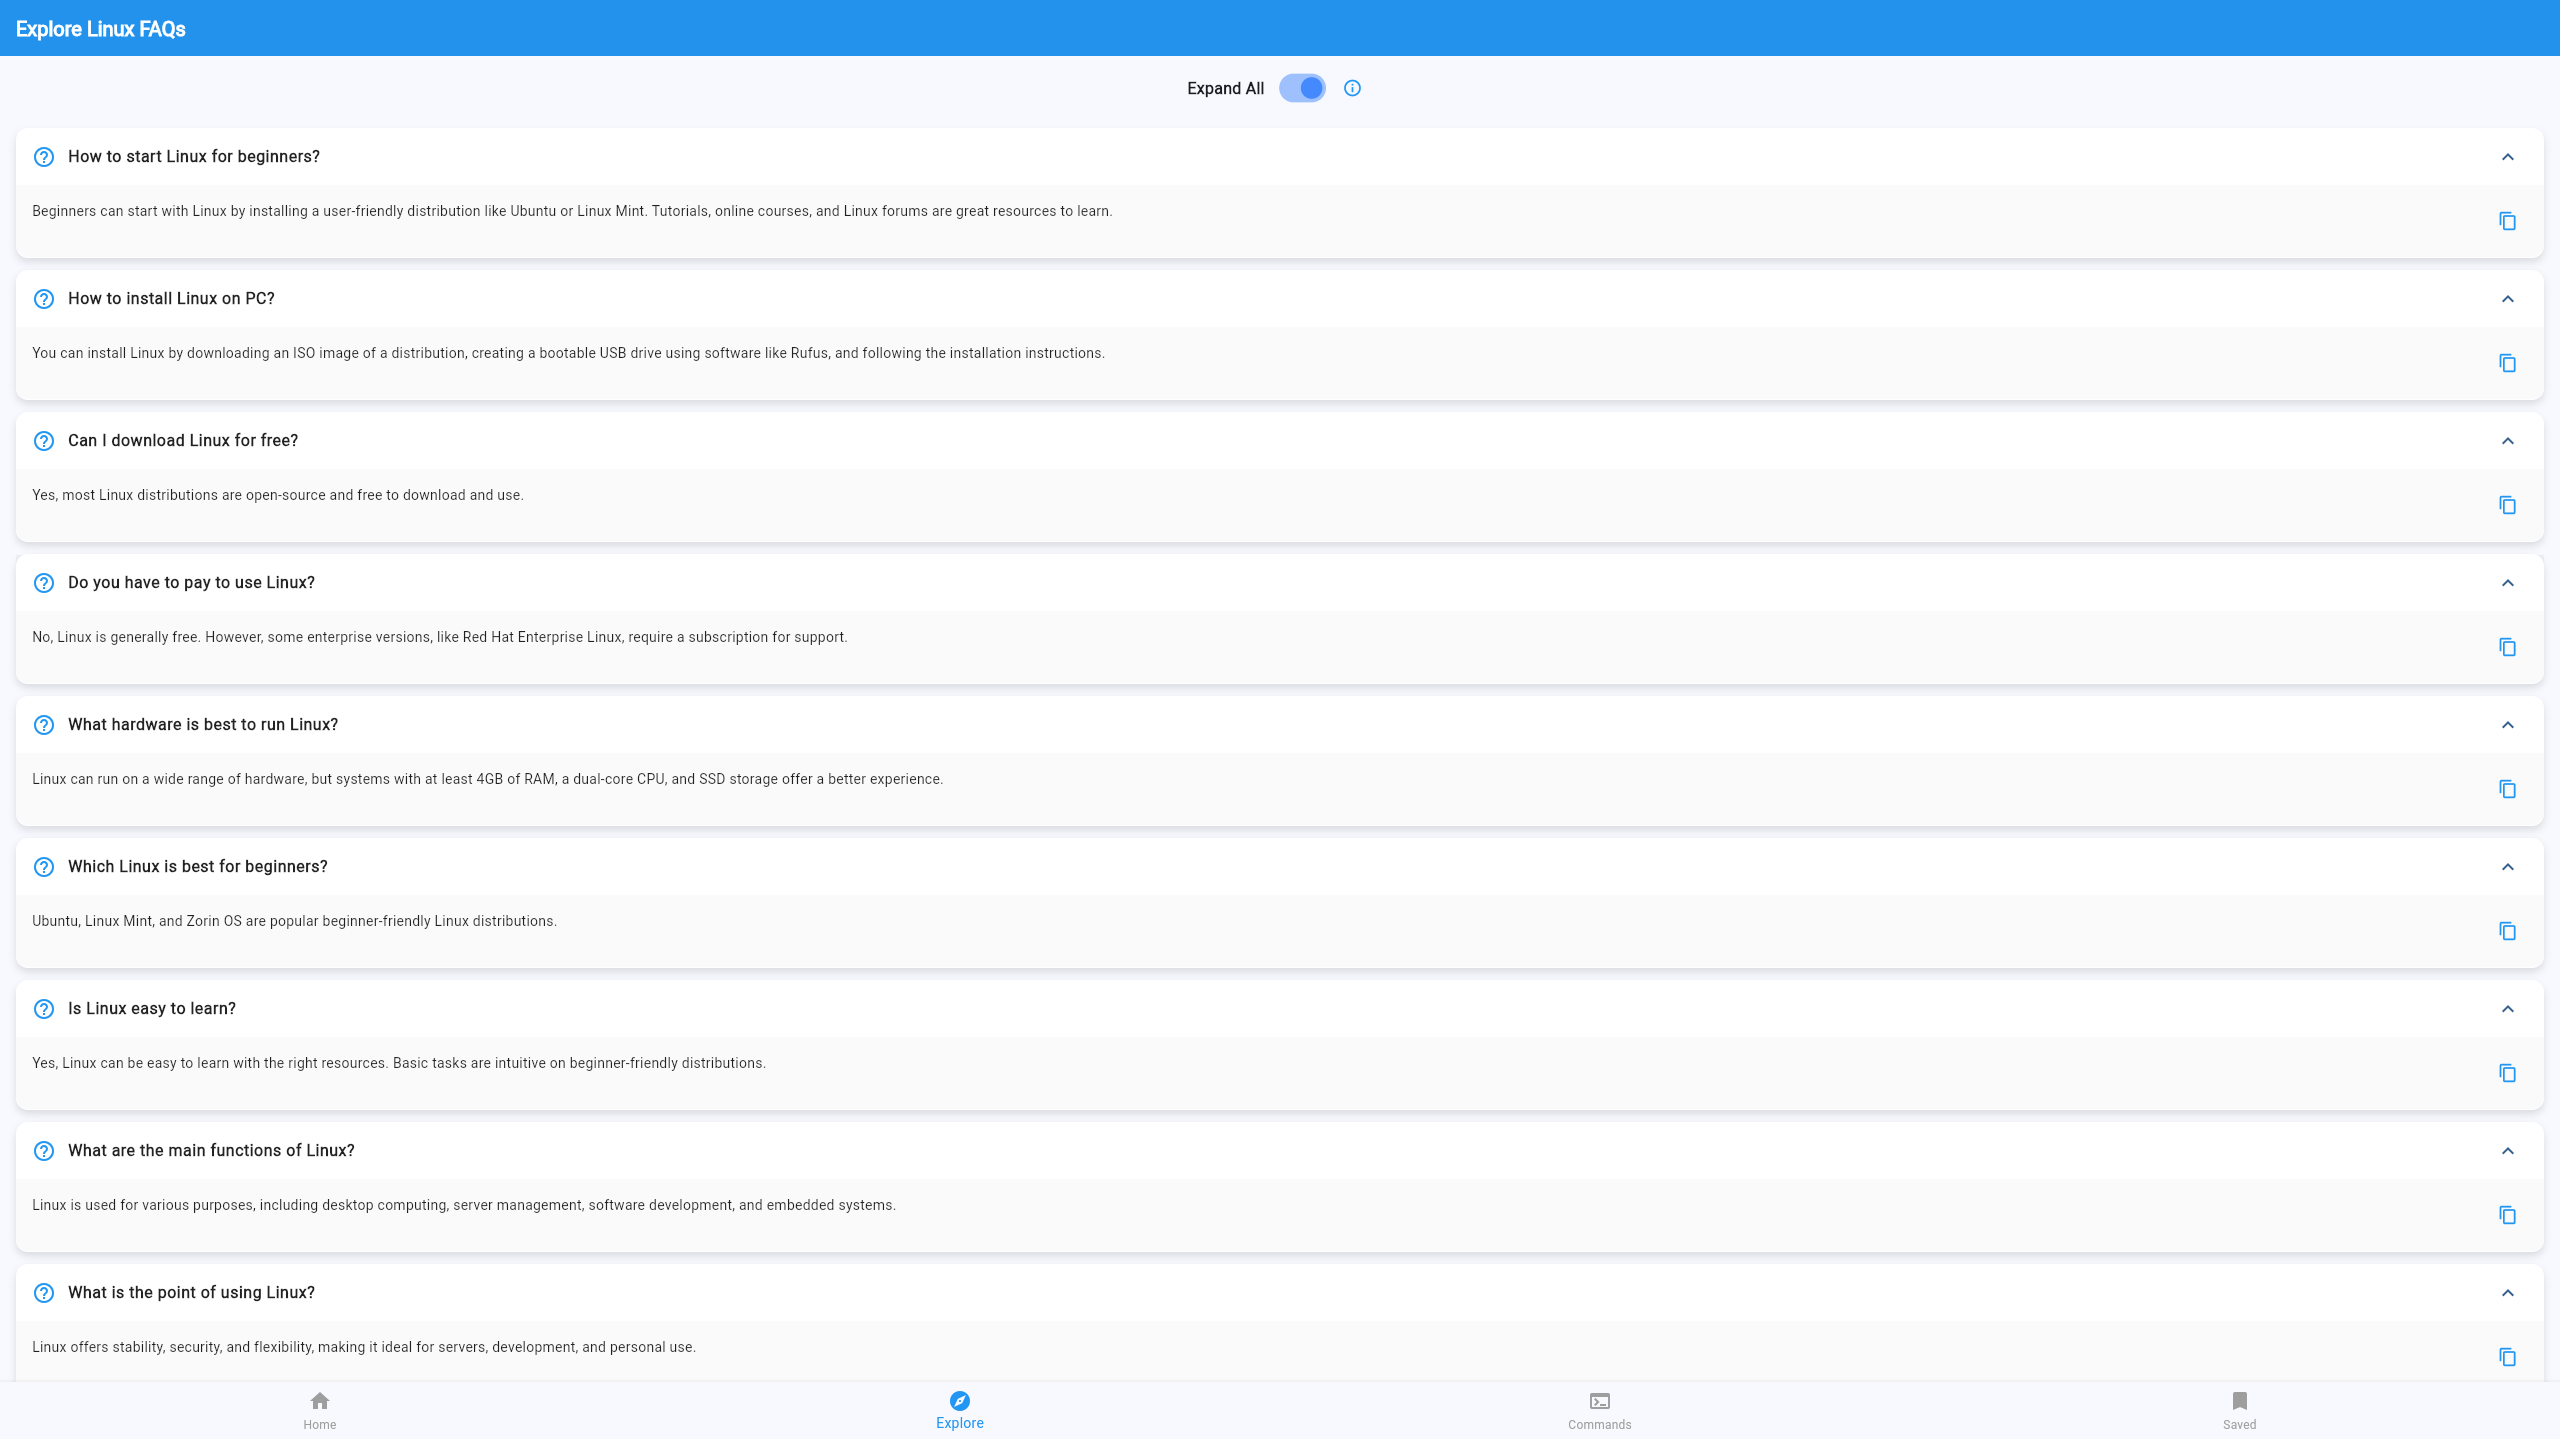 Explore Linux FAQs
Expand All
How to start Linux for beginners?
Beginners can start with Linux by installing a user-friendly distribution like Ubuntu or Linux Mint. Tutorials, online courses, and Linux forums are great resources to learn.
How to install Linux on PC?
You can install Linux by downloading an ISO image of a distribution, creating a bootable USB drive using software like Rufus, and following the installation instructions.
Can I download Linux for free?
Yes, most Linux distributions are open-source and free to download and use.
Do you have to pay to use Linux?
No, Linux is generally free. However, some enterprise versions, like Red Hat Enterprise Linux, require a subscription for support.
What hardware is best to run Linux?
Linux can run on a wide range of hardware, but systems with at least 4GB of RAM, a dual-core CPU, and SSD storage offer a better experience.
Which Linux is best for beginners?
Ubuntu, Linux Mint, and Zorin OS are popular beginner-friendly Linux distributions.
Is Linux easy to learn?
Yes, Linux can be easy to learn with the right resources. Basic tasks are intuitive on beginner-friendly distributions.
What are the main functions of Linux?
Linux is used for various purposes, including desktop computing, server management, software development, and embedded systems.
What is the point of using Linux?
Linux offers stability, security, and flexibility, making it ideal for servers, development, and personal use.
Home
Explore
Commands
Saved